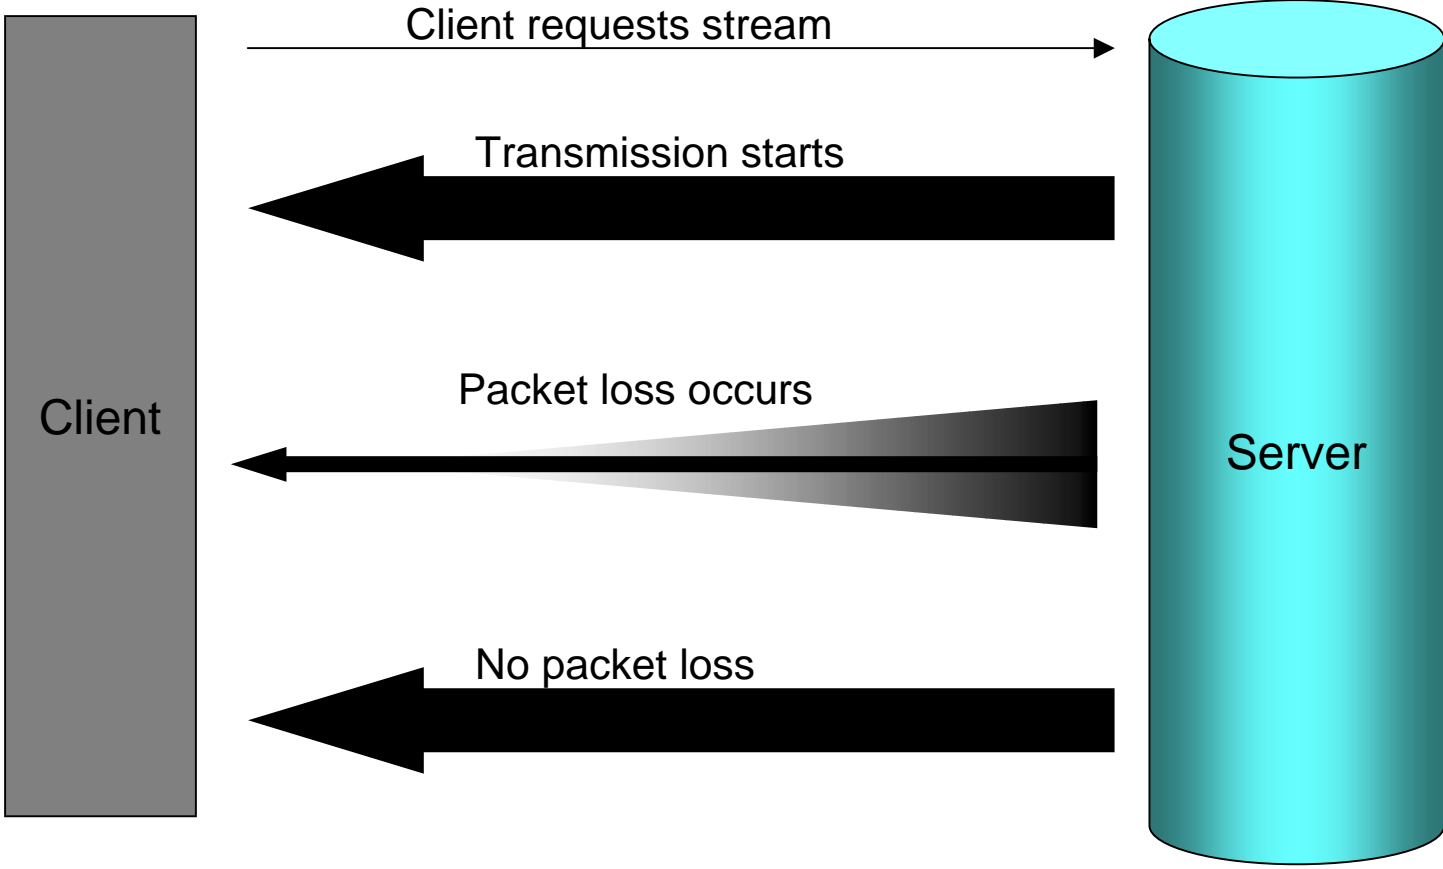 Client requests stream
Transmission starts
Packet loss occurs
Client
Server
No packet loss